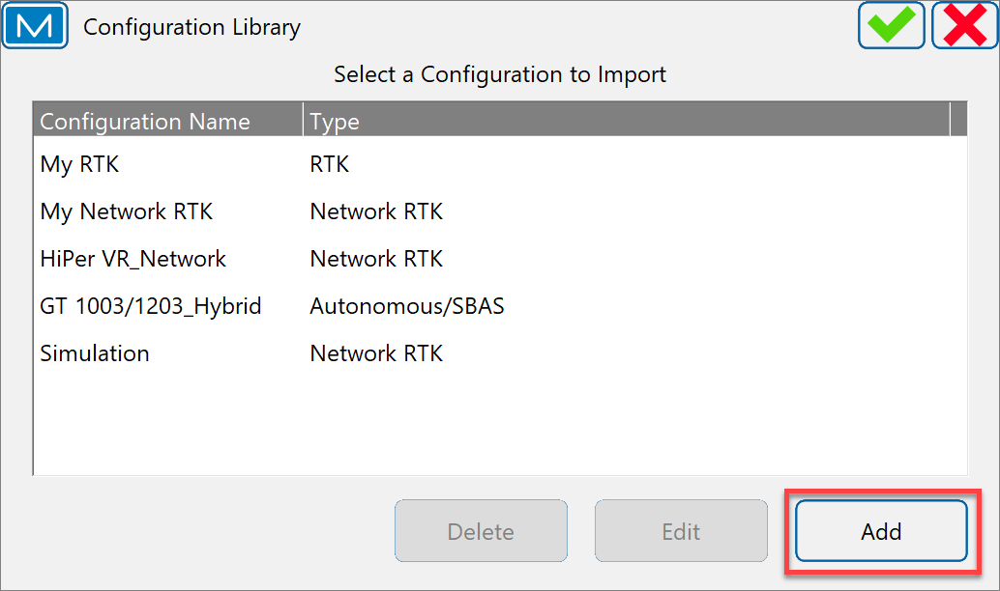 Configuration Library
Select a Configuration to Import
Configuration Name Type
My RTK RTK
My Network RTK Network RTK
HiPer VR_Network Network RTK
GT 1003/1203_Hybrid Autonomous/SBAS
Simulation Network RTK
Delete Edit Add